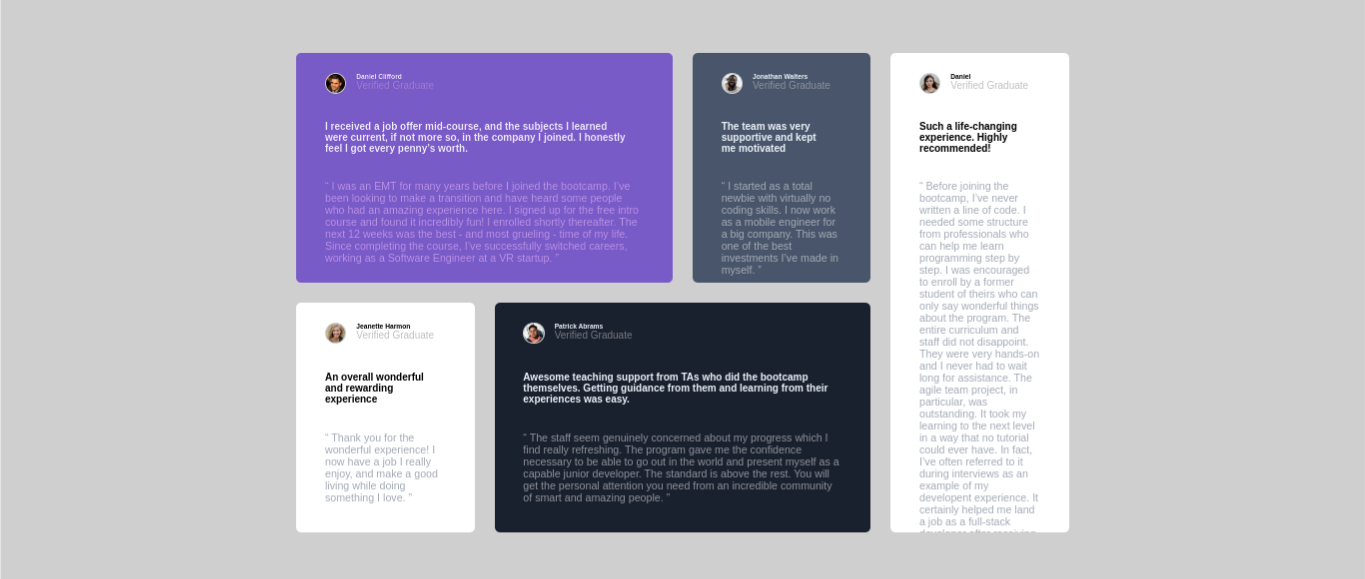 Daniel Clifford
Verified Graduate
I received a job offer mid-course, and the subjects I learned
were current, if not more so, in the company I joined. I honestly
feel I got every penny's worth.
“ I was an EMT for many years before I joined the bootcamp. I've
been looking to make a transition and have heard some people
who had an amazing experience here. I signed up for the free intro
course and found it incredibly fun! I enrolled shortly thereafter. The
next 12 weeks was the best - and most grueling - time of my life.
Since completing the course, I've successfully switched careers,
working as a Software Engineer at a VR startup. ”
Jonathan Walters
Verified Graduate
The team was very
supportive and kept
me motivated
“ I started as a total
newbie with virtually no
coding skills. I now work
as a mobile engineer for
a big company. This was
one of the best
investments I've made in
myself. ”
Daniel
Verified Graduate
Such a life-changing
experience. Highly
recommended!
“ Before joining the
bootcamp, I've never
written a line of code. I
needed some structure
from professionals who
can help me learn
programming step by
step. I was encouraged
to enroll by a former
student of theirs who can
only say wonderful things
about the program. The
entire curriculum and
staff did not disappoint.
They were very hands-on
and I never had to wait
long for assistance. The
agile team project, in
particular, was
outstanding. It took my
learning to the next level
in a way that no tutorial
could ever have. In fact,
I've often referred to it
during interviews as an
example of my
developent experience. It
certainly helped me land
a job as a full-stack
developer after receiving
Jeanette Harmon
Verified Graduate
An overall wonderful
and rewarding
experience
“ Thank you for the
wonderful experience! I
now have a job I really
enjoy, and make a good
living while doing
something I love. ”
Patrick Abrams
Verified Graduate
Awesome teaching support from TAs who did the bootcamp
themselves. Getting guidance from them and learning from their
experiences was easy.
“ The staff seem genuinely concerned about my progress which I
find really refreshing. The program gave me the confidence
necessary to be able to go out in the world and present myself as a
capable junior developer. The standard is above the rest. You will
get the personal attention you need from an incredible community
of smart and amazing people. ”